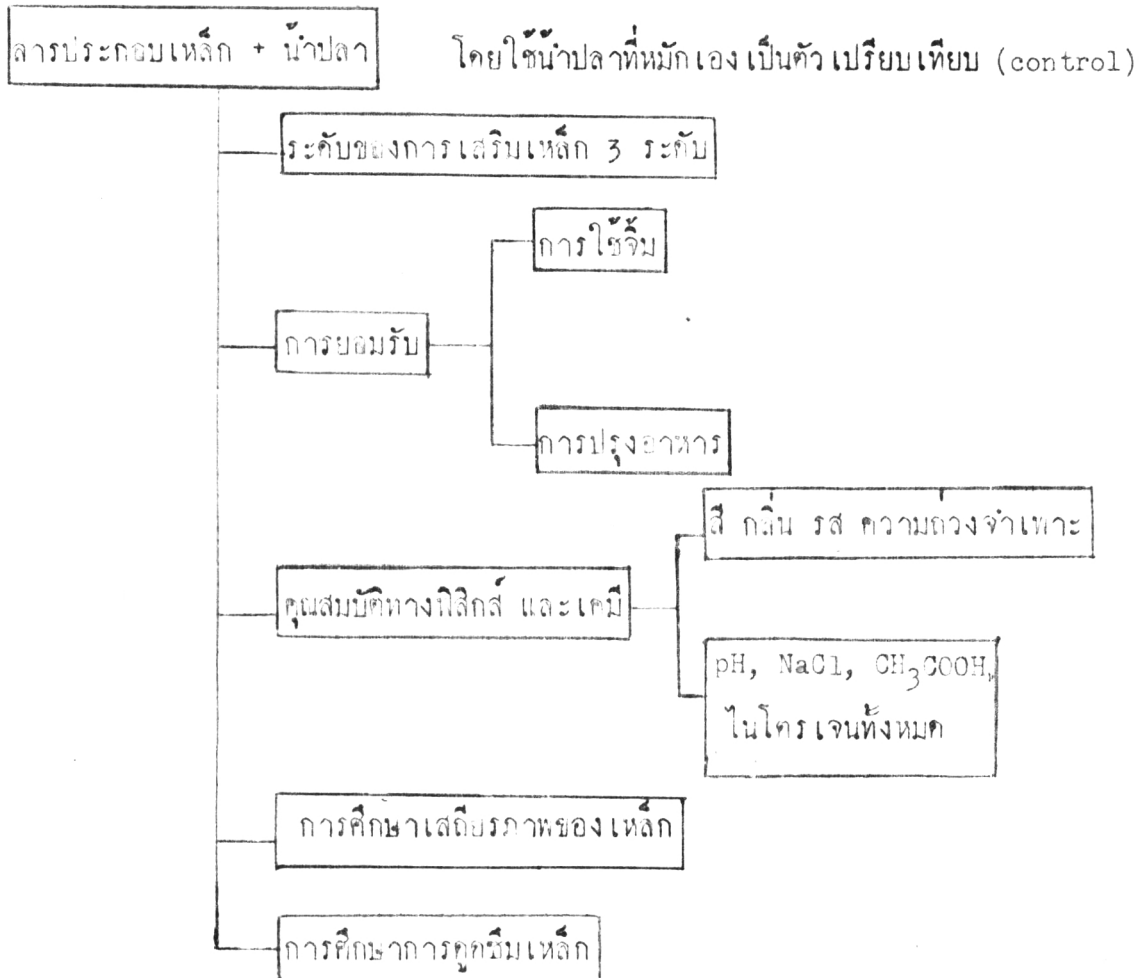 สารประกอบเหล็ก + น้ำปลา
โดยใช้น้ำปลาที่หมักเองเป็นตัวเปรียบเทียบ (control)
ระดับของการเสริมเหล็ก 3 ระดับ
การใช้จิ้ม
การยอมรับ
การปรุงอาหาร
สี กลิ่น รส ความถ่วงจำเพาะ
คุณสมบัติทางฟิสิกส์ และเคมี
pH, NaCl, CH₃COOH,
ไนโตรเจนทั้งหมด
การศึกษาเสถียรภาพของเหล็ก
การศึกษาการดูดซึมเหล็ก